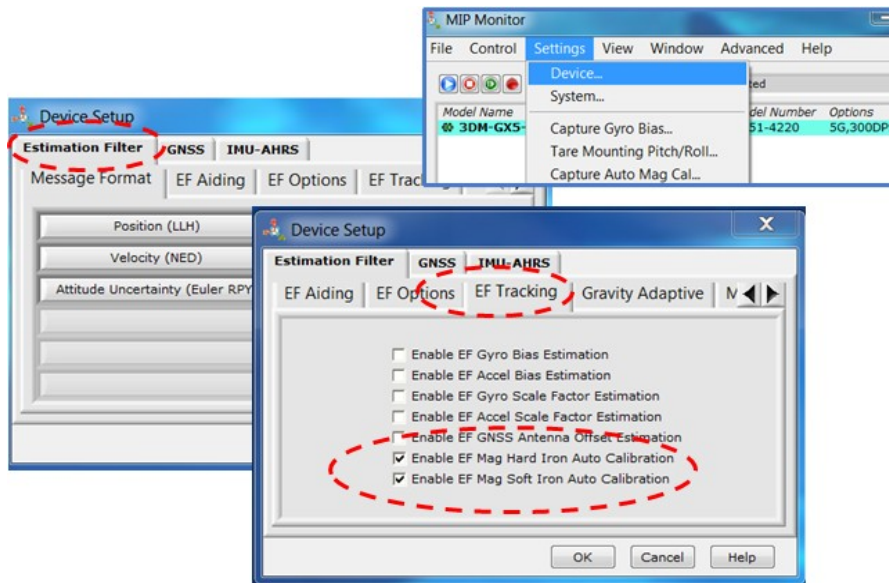 MIP Monitor
File Control Settings View Window Advanced Help
Device...
System...
Model Name
Number Options
3DM-GX5-
51-4220 5G,300DP
Capture Gyro Bias...
Tare Mounting Pitch/Roll...
Capture Auto Mag Cal...
Device Setup
Estimation Filter GNSS IMU-AHRS
Message Format EF Aiding EF Options
Position (LLH)
Velocity (NED)
Attitude Uncertainty (Euler RPY
Device Setup
X
Estimation Filter GNSS IMU-AHRS
EF Aiding EF Options EF Tracking Gravity Adaptive M
Enable EF Gyro Bias Estimation
Enable EF Accel Bias Estimation
Enable EF Gyro Scale Factor Estimation
Enable EF Accel Scale Factor Estimation
Enable EF GNSS Antenna Offset Estimation
Enable EF Mag Hard Iron Auto Calibration
Enable EF Mag Soft Iron Auto Calibration
OK Cancel Help